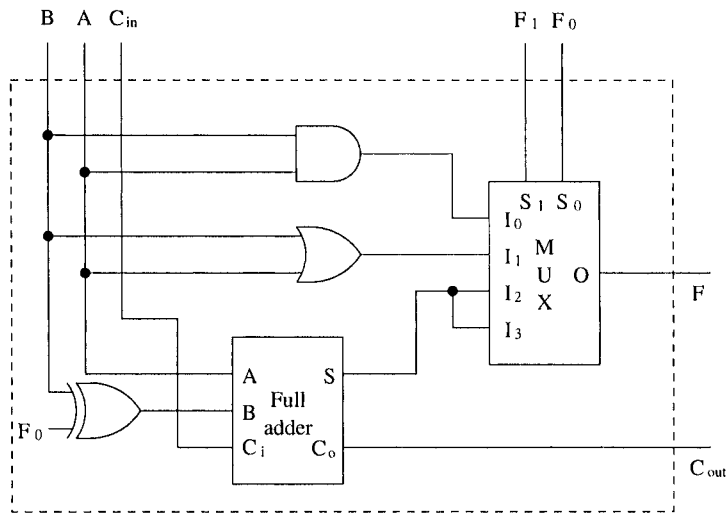 B A Cin F1 F0
S1 S0
I0
I1
I2
I3
M
U
X
O
F
A
B
Ci
S
Co
Full
adder
F0
Cout